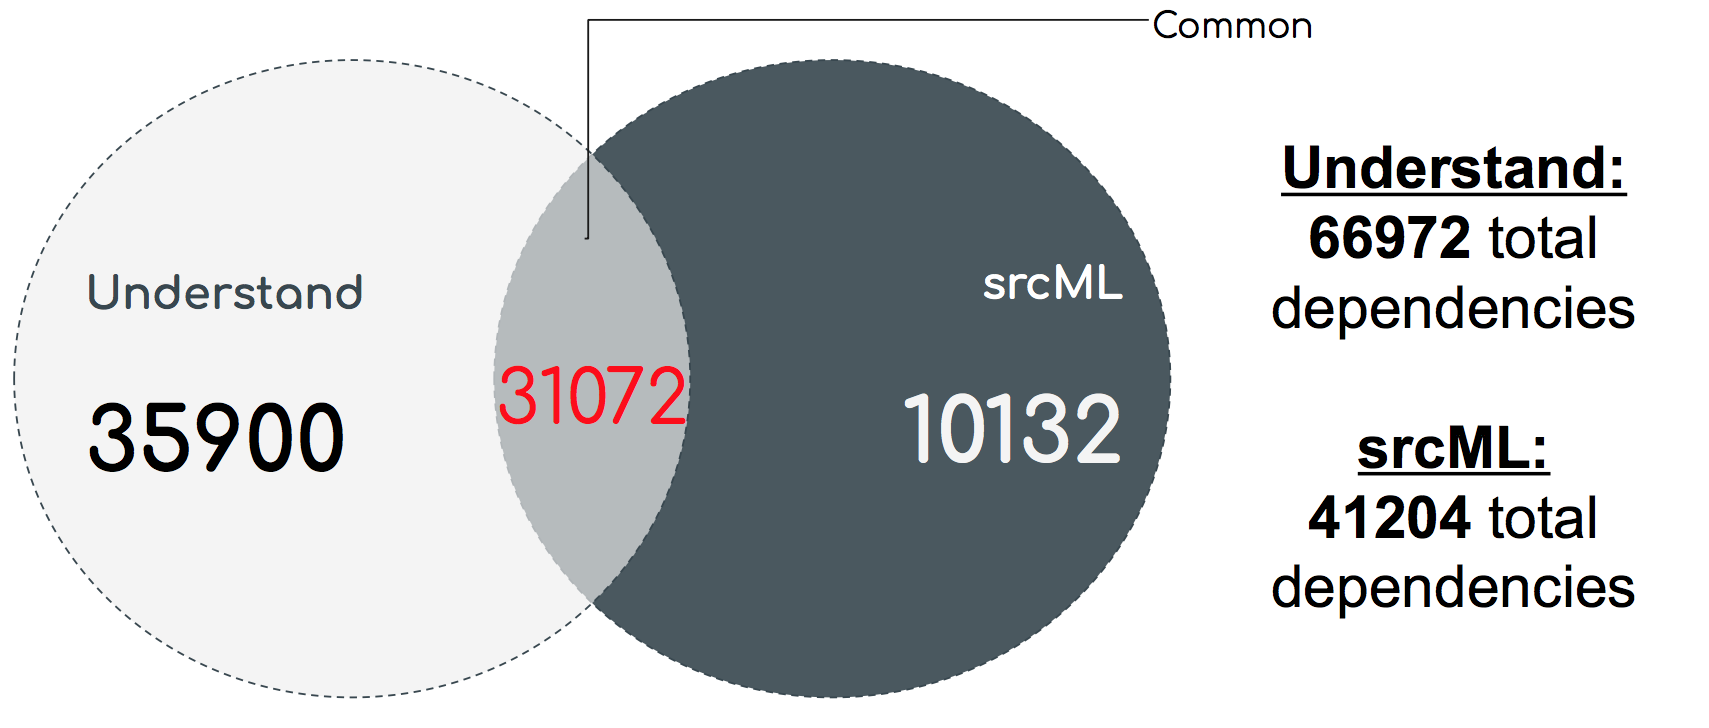 Common
Understand
35900
31072
srcML
10132
Understand:
66972 total
dependencies
srcML:
41204 total
dependencies